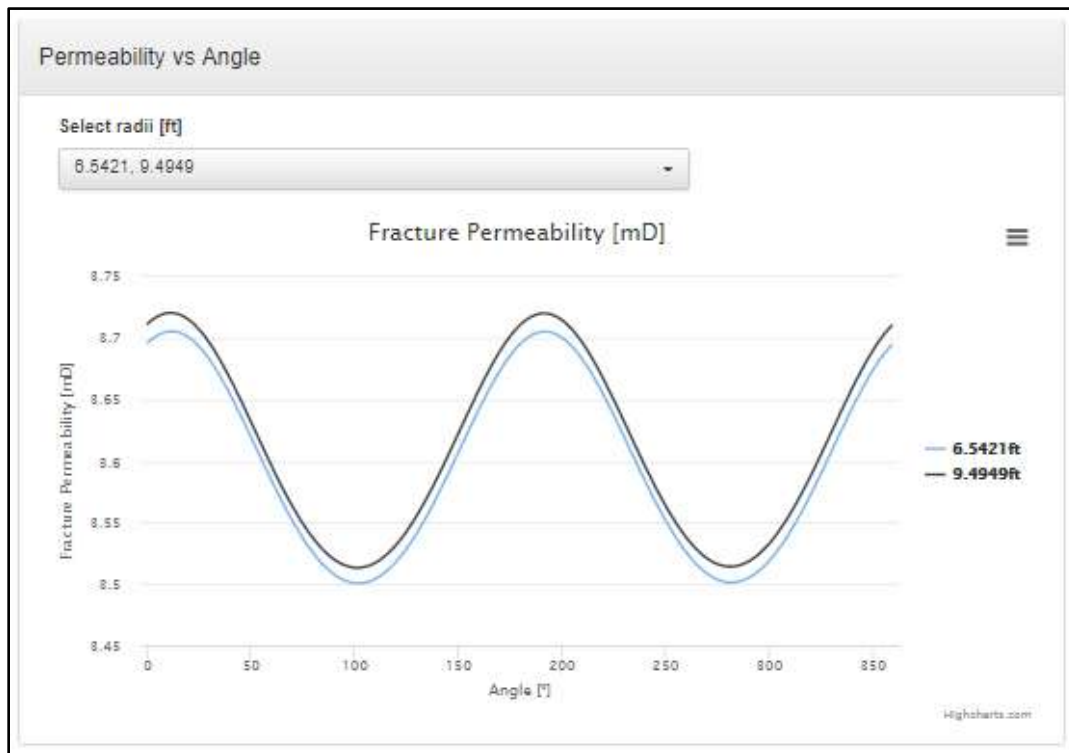 Permeability vs Angle
Select radii [ft]
6.5421, 9.4949
Fracture Permeability [mD]
8.75
8.7
8.65
8.6
8.55
8.5
8.45
Fracture Permeability [mD]
0 50 100 150 200 250 300 350
Angle [°]
6.5421ft
9.4949ft
Highcharts.com